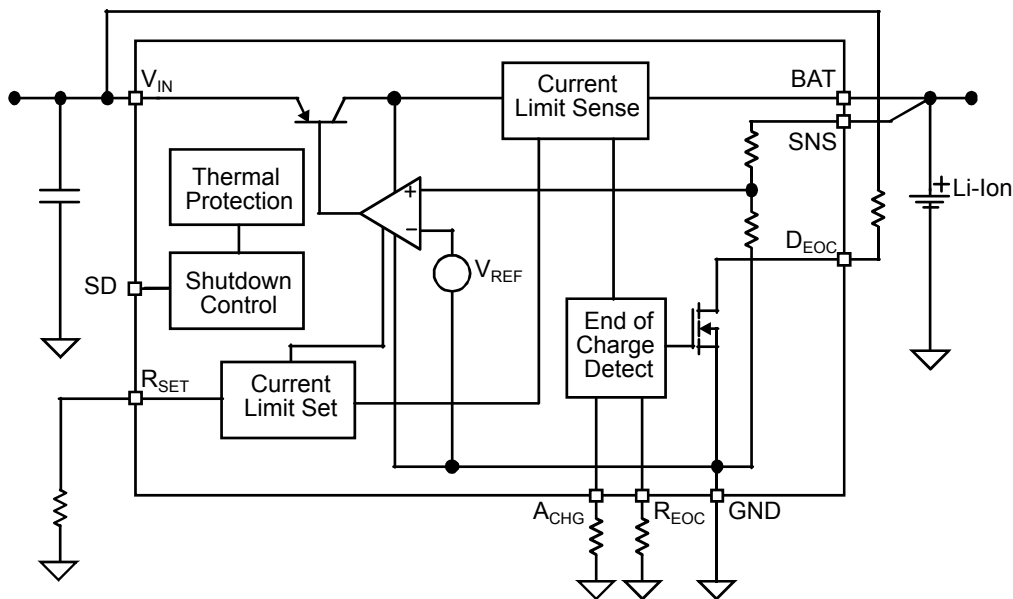 V_IN
Current
Limit Sense
BAT
SNS
Thermal
Protection
+
−
+ Li-Ion
D_EOC
V_REF
SD
Shutdown
Control
End of
Charge
Detect
R_SET
Current
Limit Set
A_CHG
R_EOC
GND